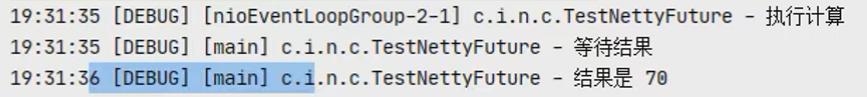 19:31:35 [DEBUG] [nioEventLoopGroup-2-1] c.i.n.c.TestNettyFuture - 执行计算
19:31:35 [DEBUG] [main] c.i.n.c.TestNettyFuture - 等待结果
19:31:36 [DEBUG] [main] c.i.n.c.TestNettyFuture - 结果是 70